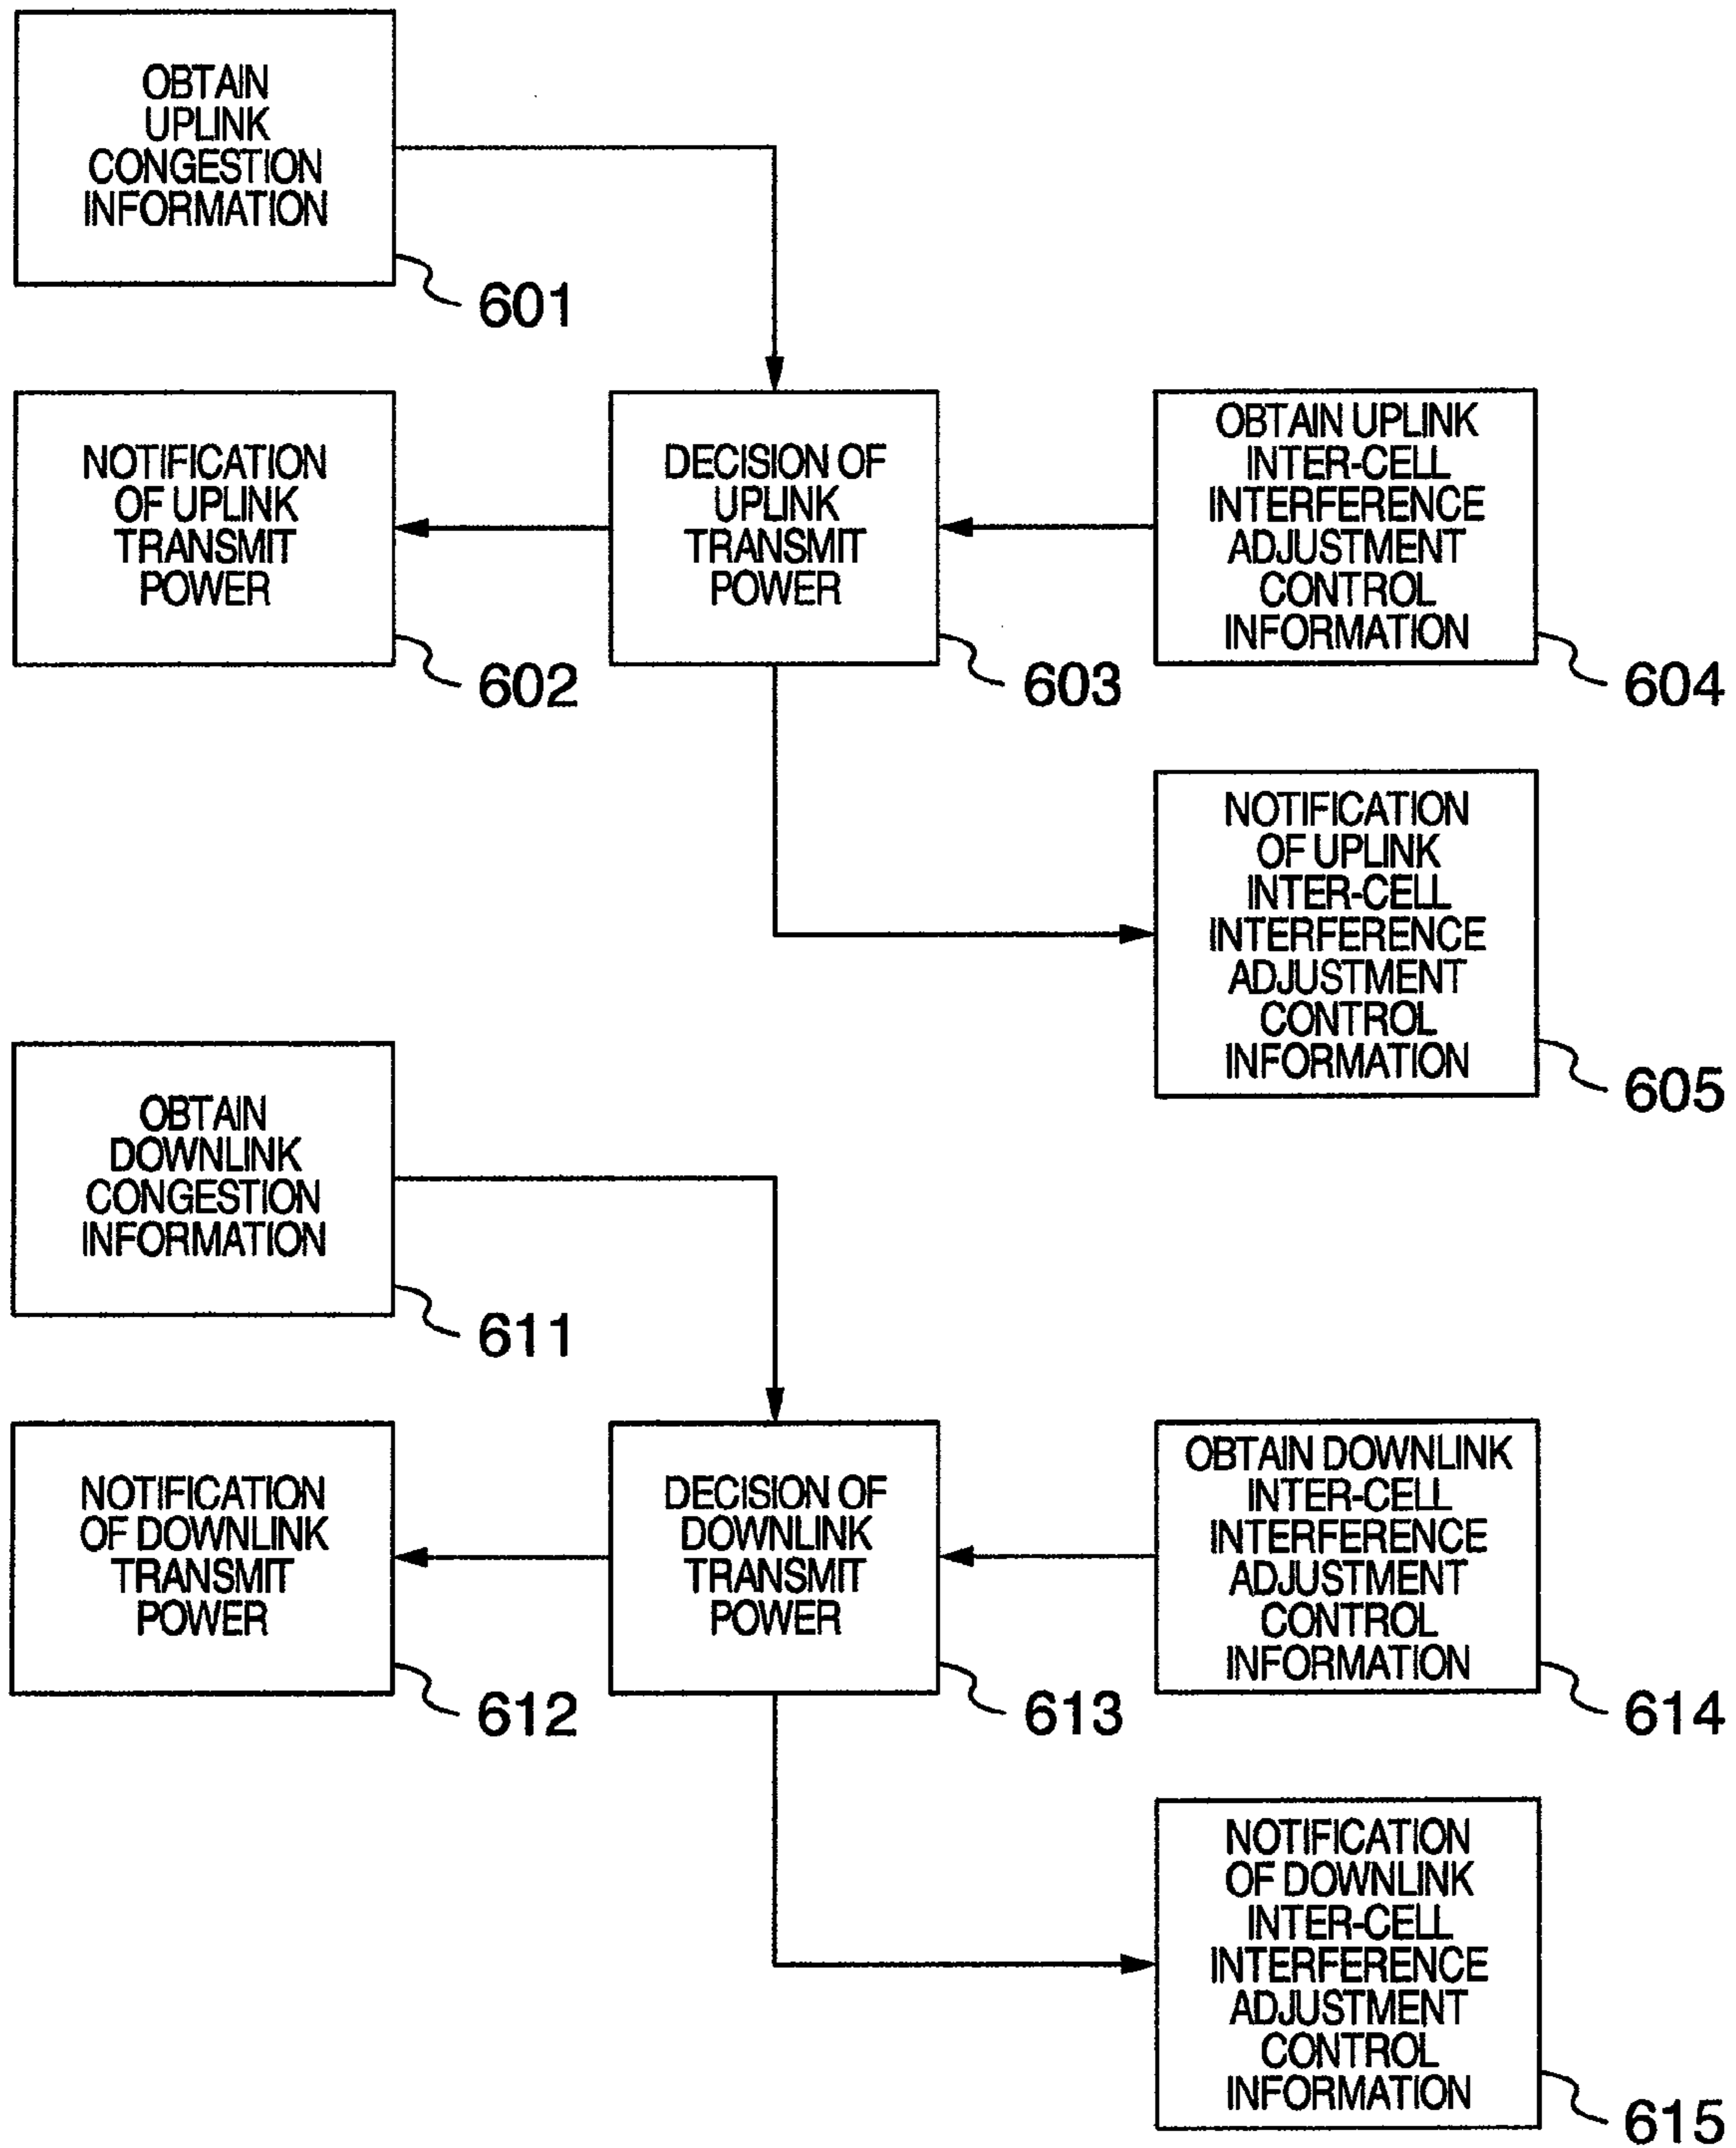 OBTAIN
UPLINK
CONGESTION
INFORMATION
601
NOTIFICATION
OF UPLINK
TRANSMIT
POWER
602
DECISION OF
UPLINK
TRANSMIT
POWER
603
OBTAIN UPLINK
INTER-CELL
INTERFERENCE
ADJUSTMENT
CONTROL
INFORMATION
604
NOTIFICATION
OF UPLINK
INTER-CELL
INTERFERENCE
ADJUSTMENT
CONTROL
INFORMATION
605
OBTAIN
DOWNLINK
CONGESTION
INFORMATION
611
NOTIFICATION
OF DOWNLINK
TRANSMIT
POWER
612
DECISION OF
DOWNLINK
TRANSMIT
POWER
613
OBTAIN DOWNLINK
INTER-CELL
INTERFERENCE
ADJUSTMENT
CONTROL
INFORMATION
614
NOTIFICATION
OF DOWNLINK
INTER-CELL
INTERFERENCE
ADJUSTMENT
CONTROL
INFORMATION
615